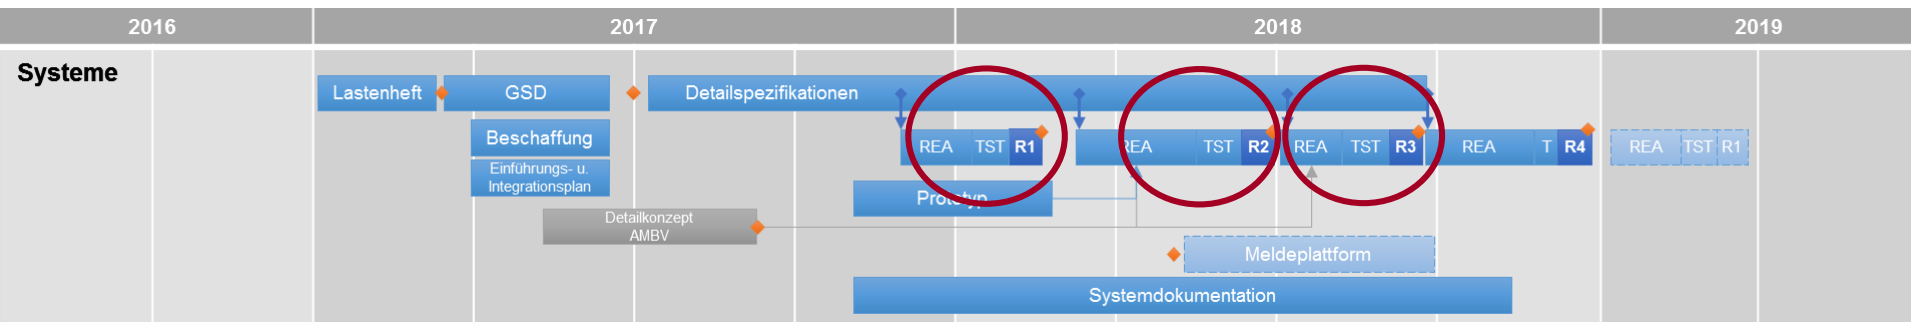 2016 2017 2018 2019
Systeme
Lastenheft GSD Detailspezifikationen
Beschaffung REA TST R1 REA TST R2 REA TST R3 REA T R4 REA TST R1
Einführungs- u.
Integrationsplan
Prototyp
Detailkonzept
AMBV
Meldeplattform
Systemdokumentation